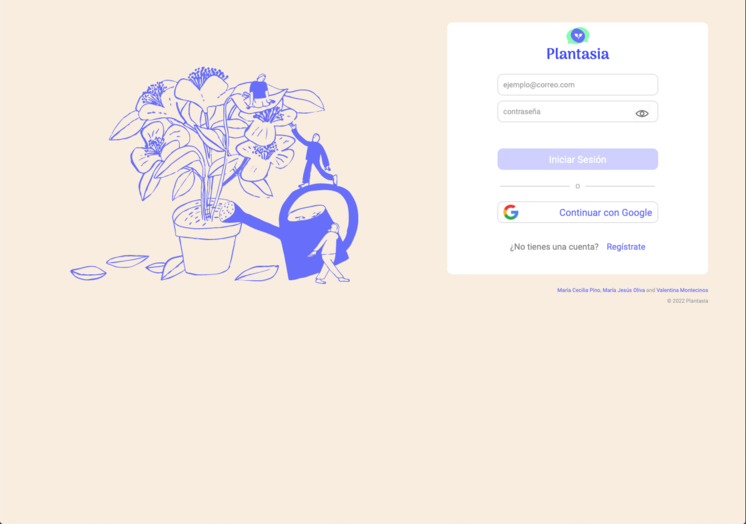 Plantasia
ejemplo@correo.com
contraseña
Iniciar Sesión
O
Continuar con Google
¿No tienes una cuenta? Regístrate
María Cecilia Pino, María Jesús Oliva and Valentina Montecinos
© 2022 Plantasia